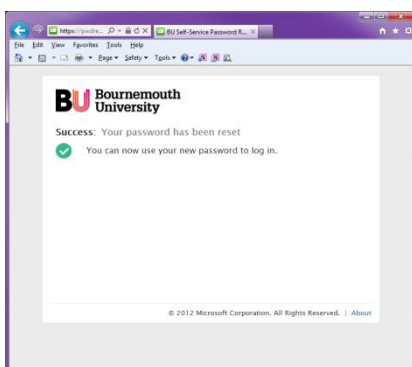 https://pwdre...
BU Self-Service Password R...
File Edit View Favorites Tools Help
Page Safety Tools
BU Bournemouth
University
Success: Your password has been reset
You can now use your new password to log in.
© 2012 Microsoft Corporation. All Rights Reserved. | About